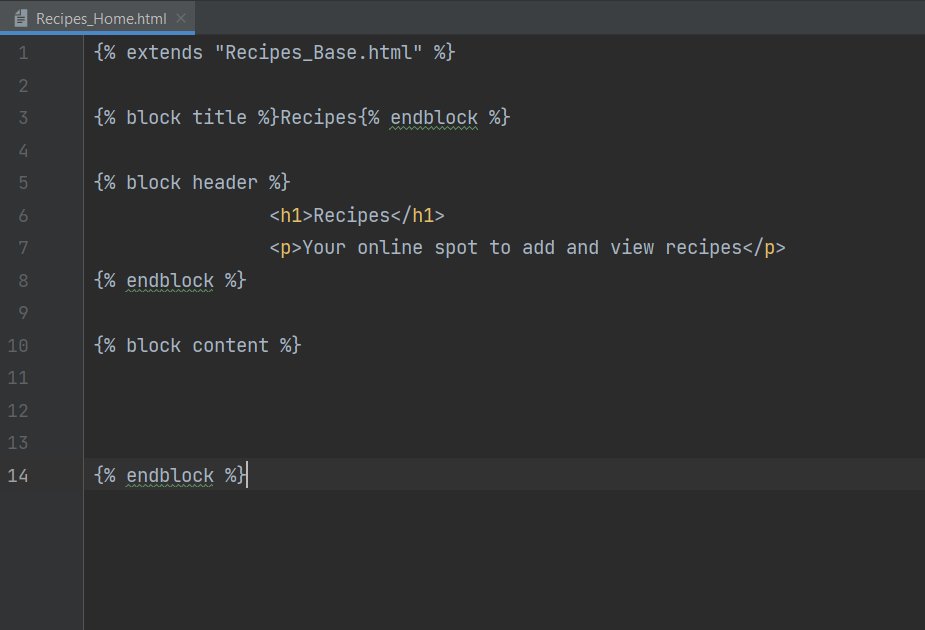 Recipes_Home.html
1 {% extends "Recipes_Base.html" %}
2
3 {% block title %}Recipes{% endblock %}
4
5 {% block header %}
6 <h1>Recipes</h1>
7 <p>Your online spot to add and view recipes</p>
8 {% endblock %}
9
10 {% block content %}
11
12
13
14 {% endblock %}